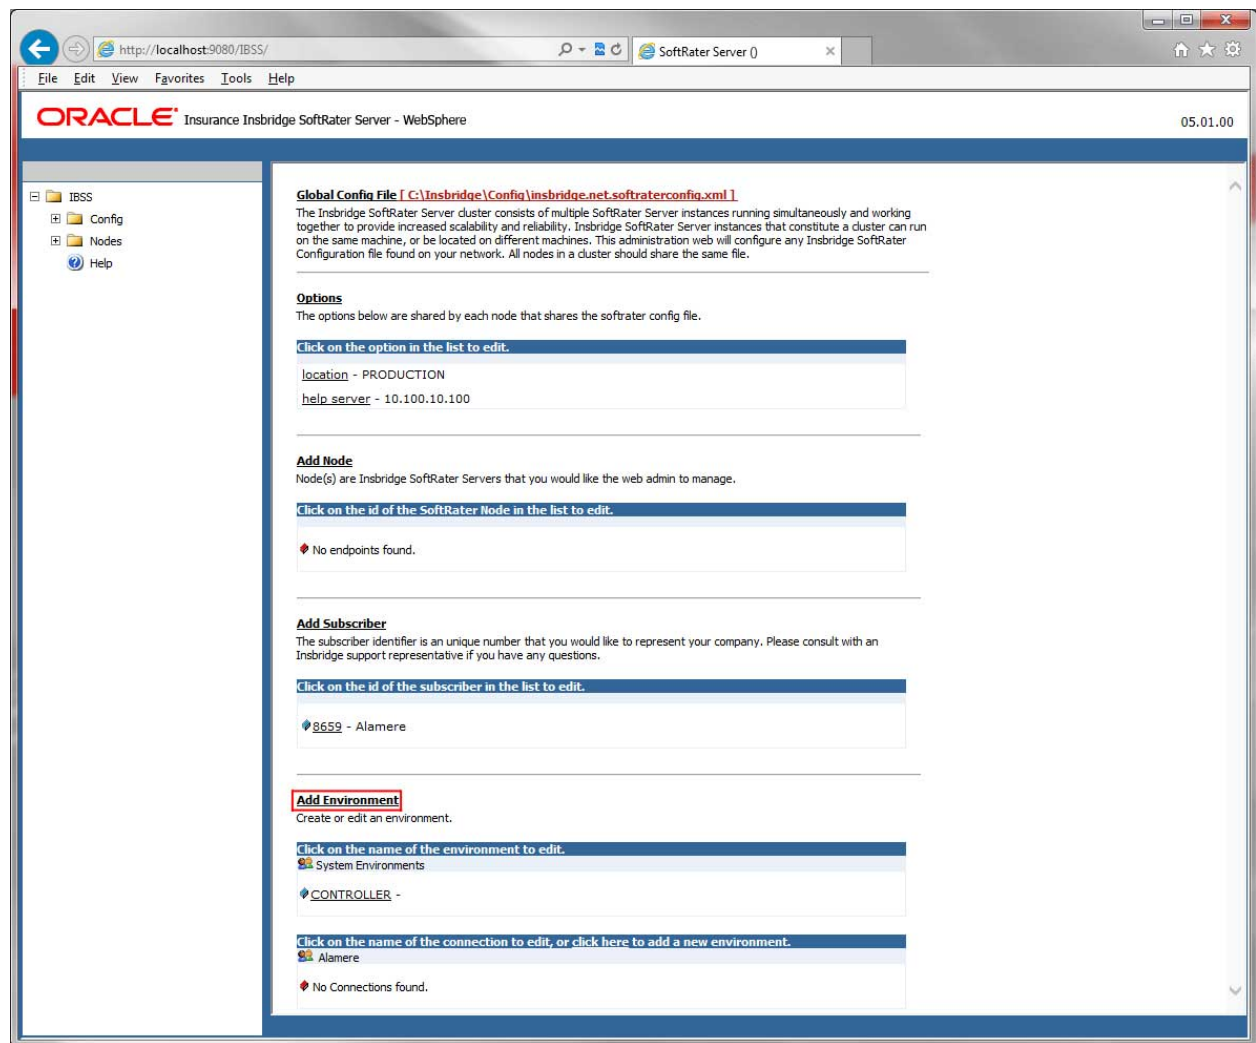 http://localhost:9080/IBSS/
SoftRater Server ()
File Edit View Favorites Tools Help
ORACLE Insurance Insbridge SoftRater Server - WebSphere
05.01.00
IBSS
Config
Nodes
Help
Global Config File [ C:\Insbridge\Config\insbridge.net.softraterconfig.xml ]
The Insbridge SoftRater Server cluster consists of multiple SoftRater Server instances running simultaneously and working
together to provide increased scalability and reliability. Insbridge SoftRater Server instances that constitute a cluster can run
on the same machine, or be located on different machines. This administration web will configure any Insbridge SoftRater
Configuration file found on your network. All nodes in a cluster should share the same file.
Options
The options below are shared by each node that shares the softrater config file.
Click on the option in the list to edit.
location - PRODUCTION
help server - 10.100.10.100
Add Node
Node(s) are Insbridge SoftRater Servers that you would like the web admin to manage.
Click on the id of the SoftRater Node in the list to edit.
No endpoints found.
Add Subscriber
The subscriber identifier is an unique number that you would like to represent your company. Please consult with an
Insbridge support representative if you have any questions.
Click on the id of the subscriber in the list to edit.
8659 - Alamere
Add Environment
Create or edit an environment.
Click on the name of the environment to edit.
System Environments
CONTROLLER -
Click on the name of the connection to edit, or click here to add a new environment.
Alamere
No Connections found.